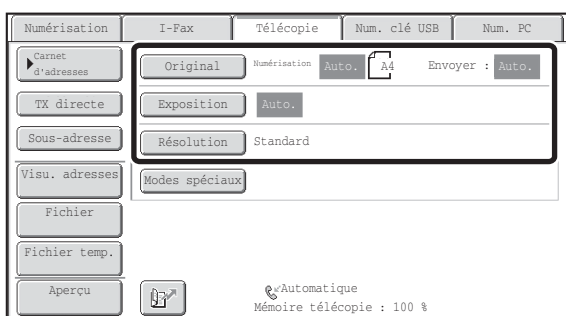 Numérisation I-Fax Télécopie Num. clé USB Num. PC
Carnet d'adresses
Original Numérisation Auto. A4 Envoyer : Auto.
TX directe
Exposition Auto.
Sous-adresse
Résolution Standard
Visu. adresses
Modes spéciaux
Fichier
Fichier temp.
Aperçu
Automatique
Mémoire télécopie : 100 %